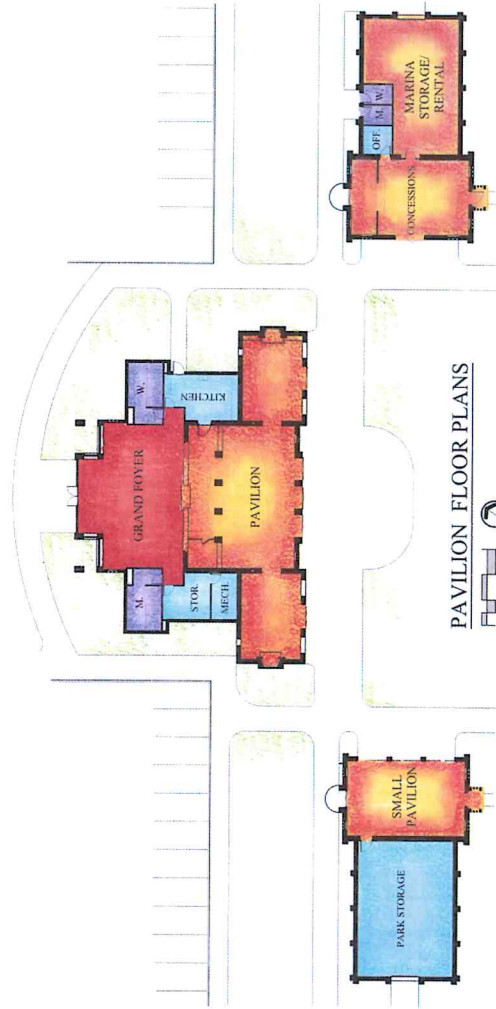 GRAND FOYER
M.
W.
STOR.
MECH.
KITCHEN
PAVILION
PARK STORAGE
SMALL
PAVILION
CONCESSIONS
OFF.
M.
W.
MARINA
STORAGE/
RENTAL
PAVILION FLOOR PLANS